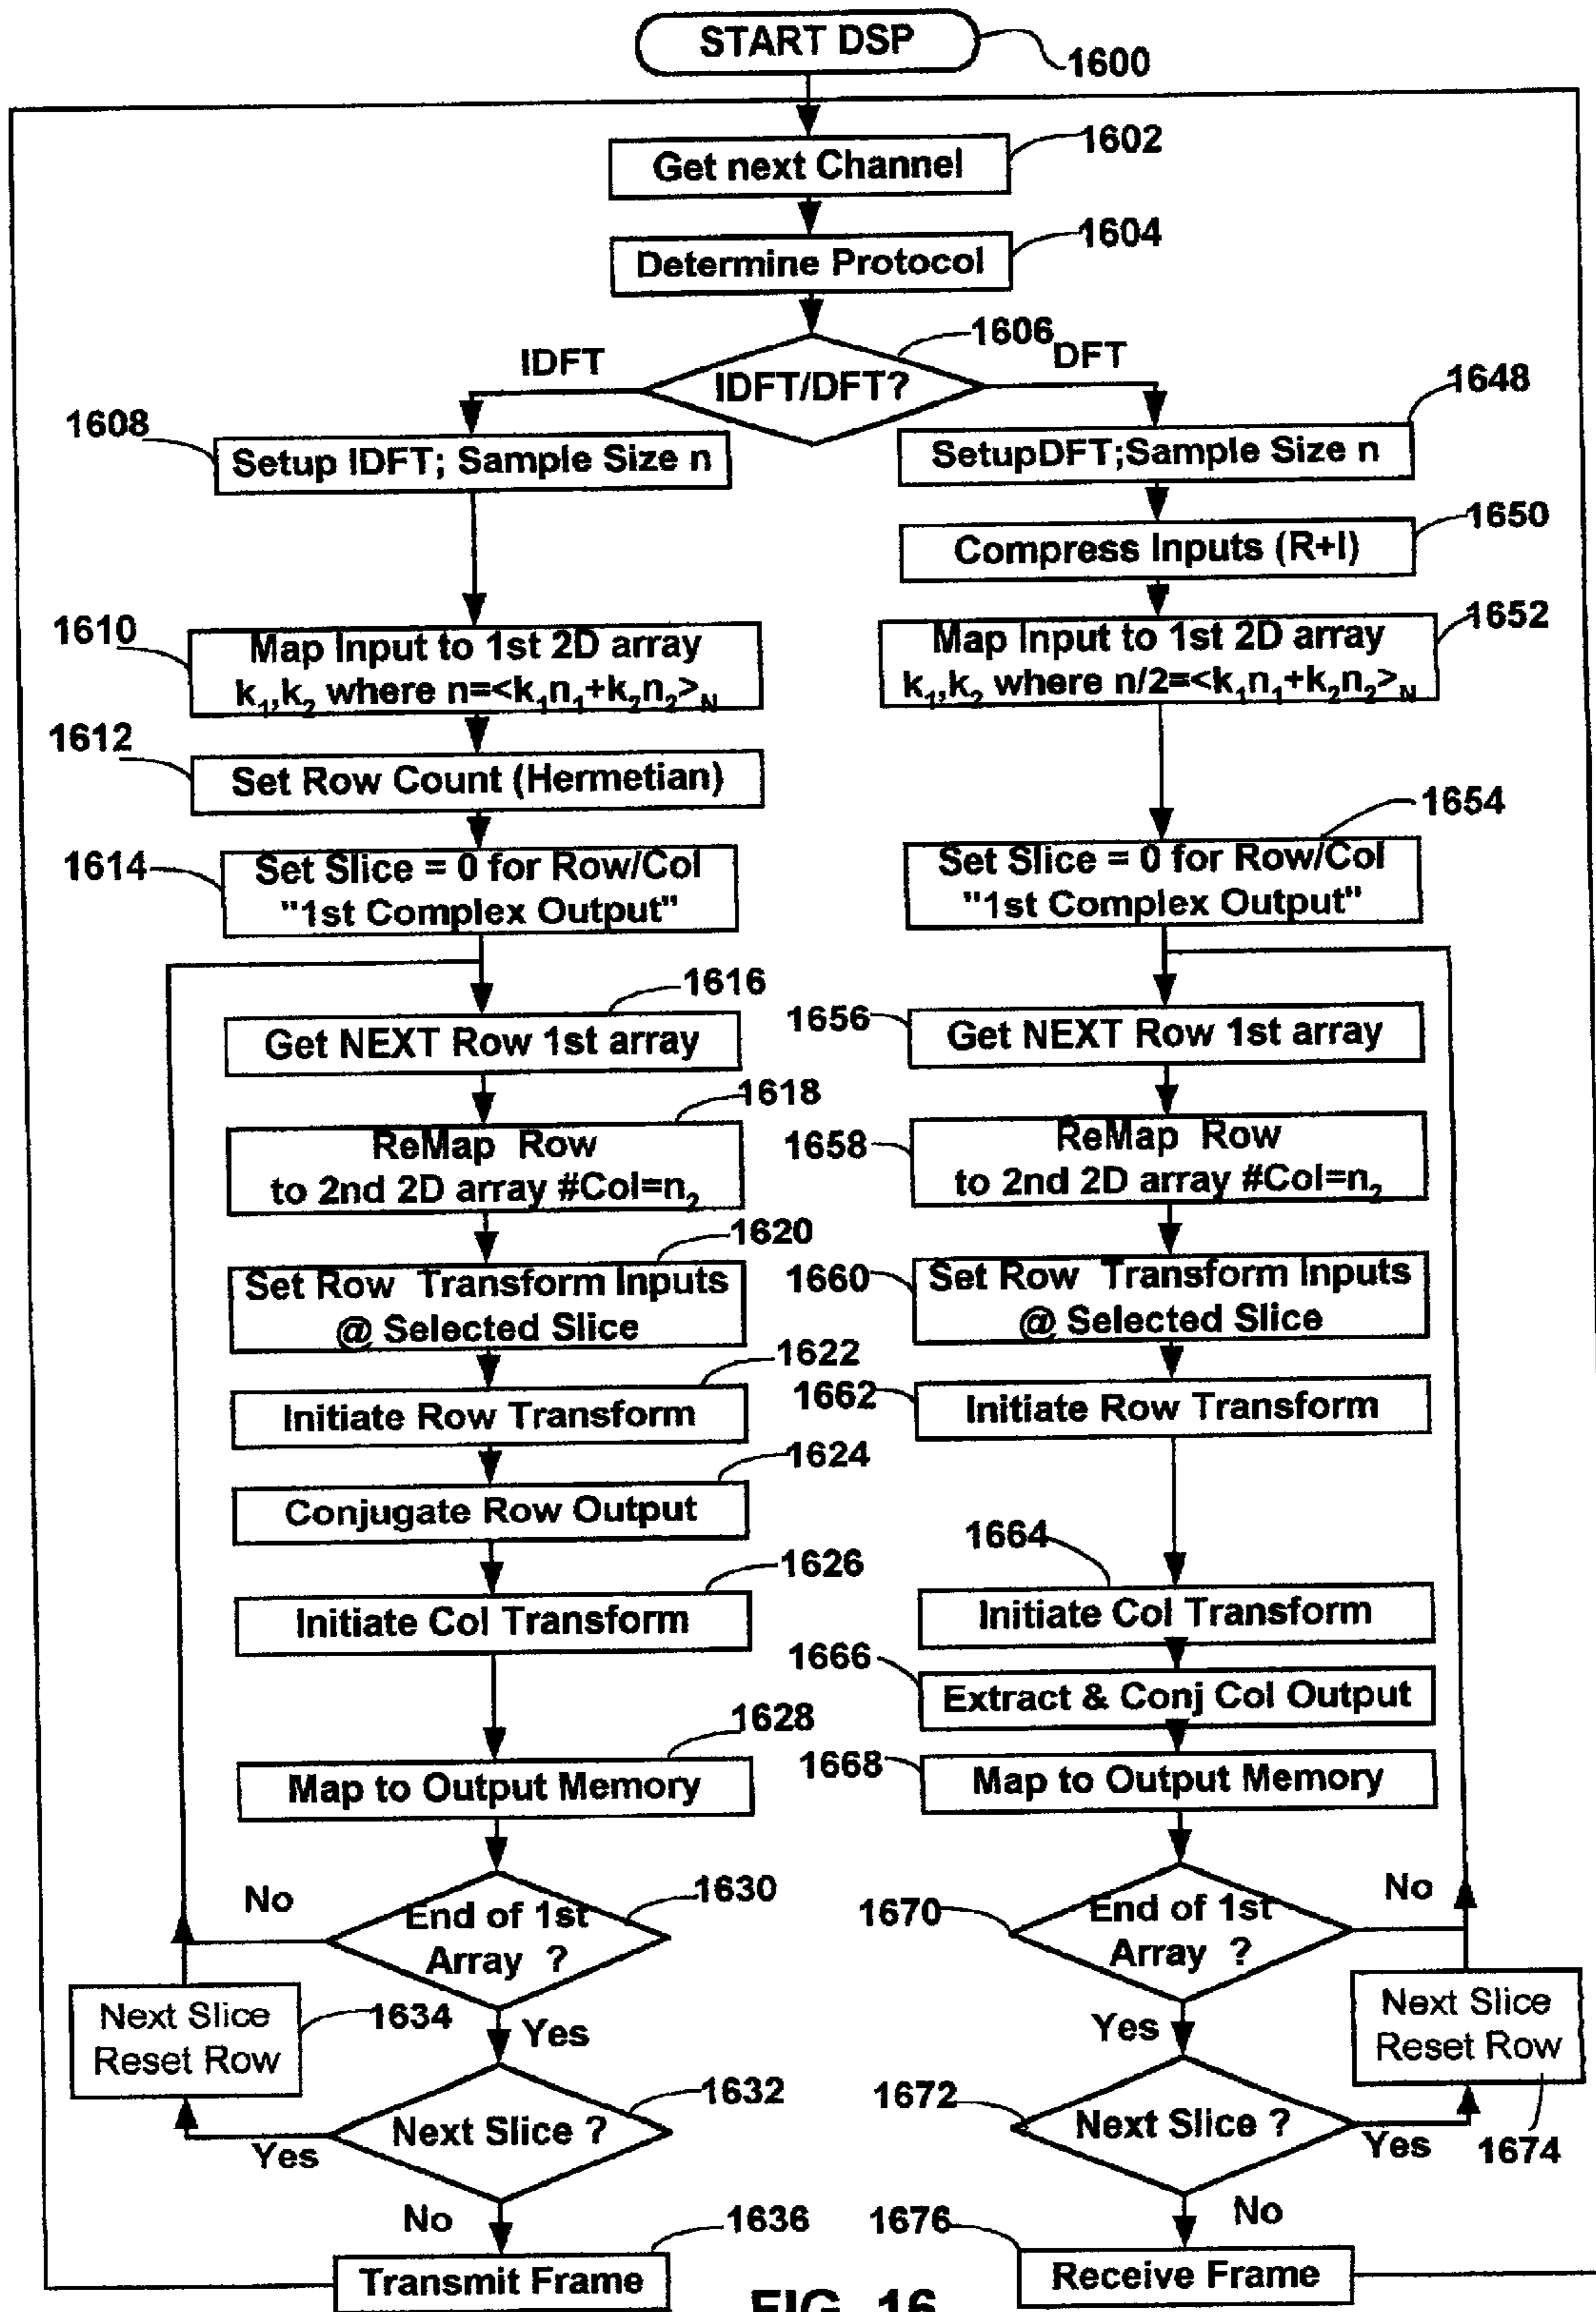 START DSP
1600
Get next Channel
1602
Determine Protocol
1604
IDFT/DFT?
1606
IDFT
DFT
1608
Setup IDFT; Sample Size n
1610
Map Input to 1st 2D array
k₁,k₂ where n=<k₁n₁+k₂n₂>N
1612
Set Row Count (Hermetian)
1614
Set Slice = 0 for Row/Col
"1st Complex Output"
1616
Get NEXT Row 1st array
1618
ReMap Row
to 2nd 2D array #Col=n₂
1620
Set Row Transform Inputs
@ Selected Slice
1622
Initiate Row Transform
1624
Conjugate Row Output
1626
Initiate Col Transform
1628
Map to Output Memory
1630
End of 1st
Array ?
No
Yes
Next Slice
Reset Row
1634
1632
Next Slice ?
Yes
No
1636
Transmit Frame
1648
SetupDFT;Sample Size n
1650
Compress Inputs (R+I)
1652
Map Input to 1st 2D array
k₁,k₂ where n/2=<k₁n₁+k₂n₂>N
1654
Set Slice = 0 for Row/Col
"1st Complex Output"
1656
Get NEXT Row 1st array
1658
ReMap Row
to 2nd 2D array #Col=n₂
1660
Set Row Transform Inputs
@ Selected Slice
1662
Initiate Row Transform
1664
Initiate Col Transform
1666
Extract & Conj Col Output
1668
Map to Output Memory
1670
End of 1st
Array ?
No
Yes
Next Slice
Reset Row
1674
1672
Next Slice ?
Yes
No
1676
Receive Frame
FIG. 16